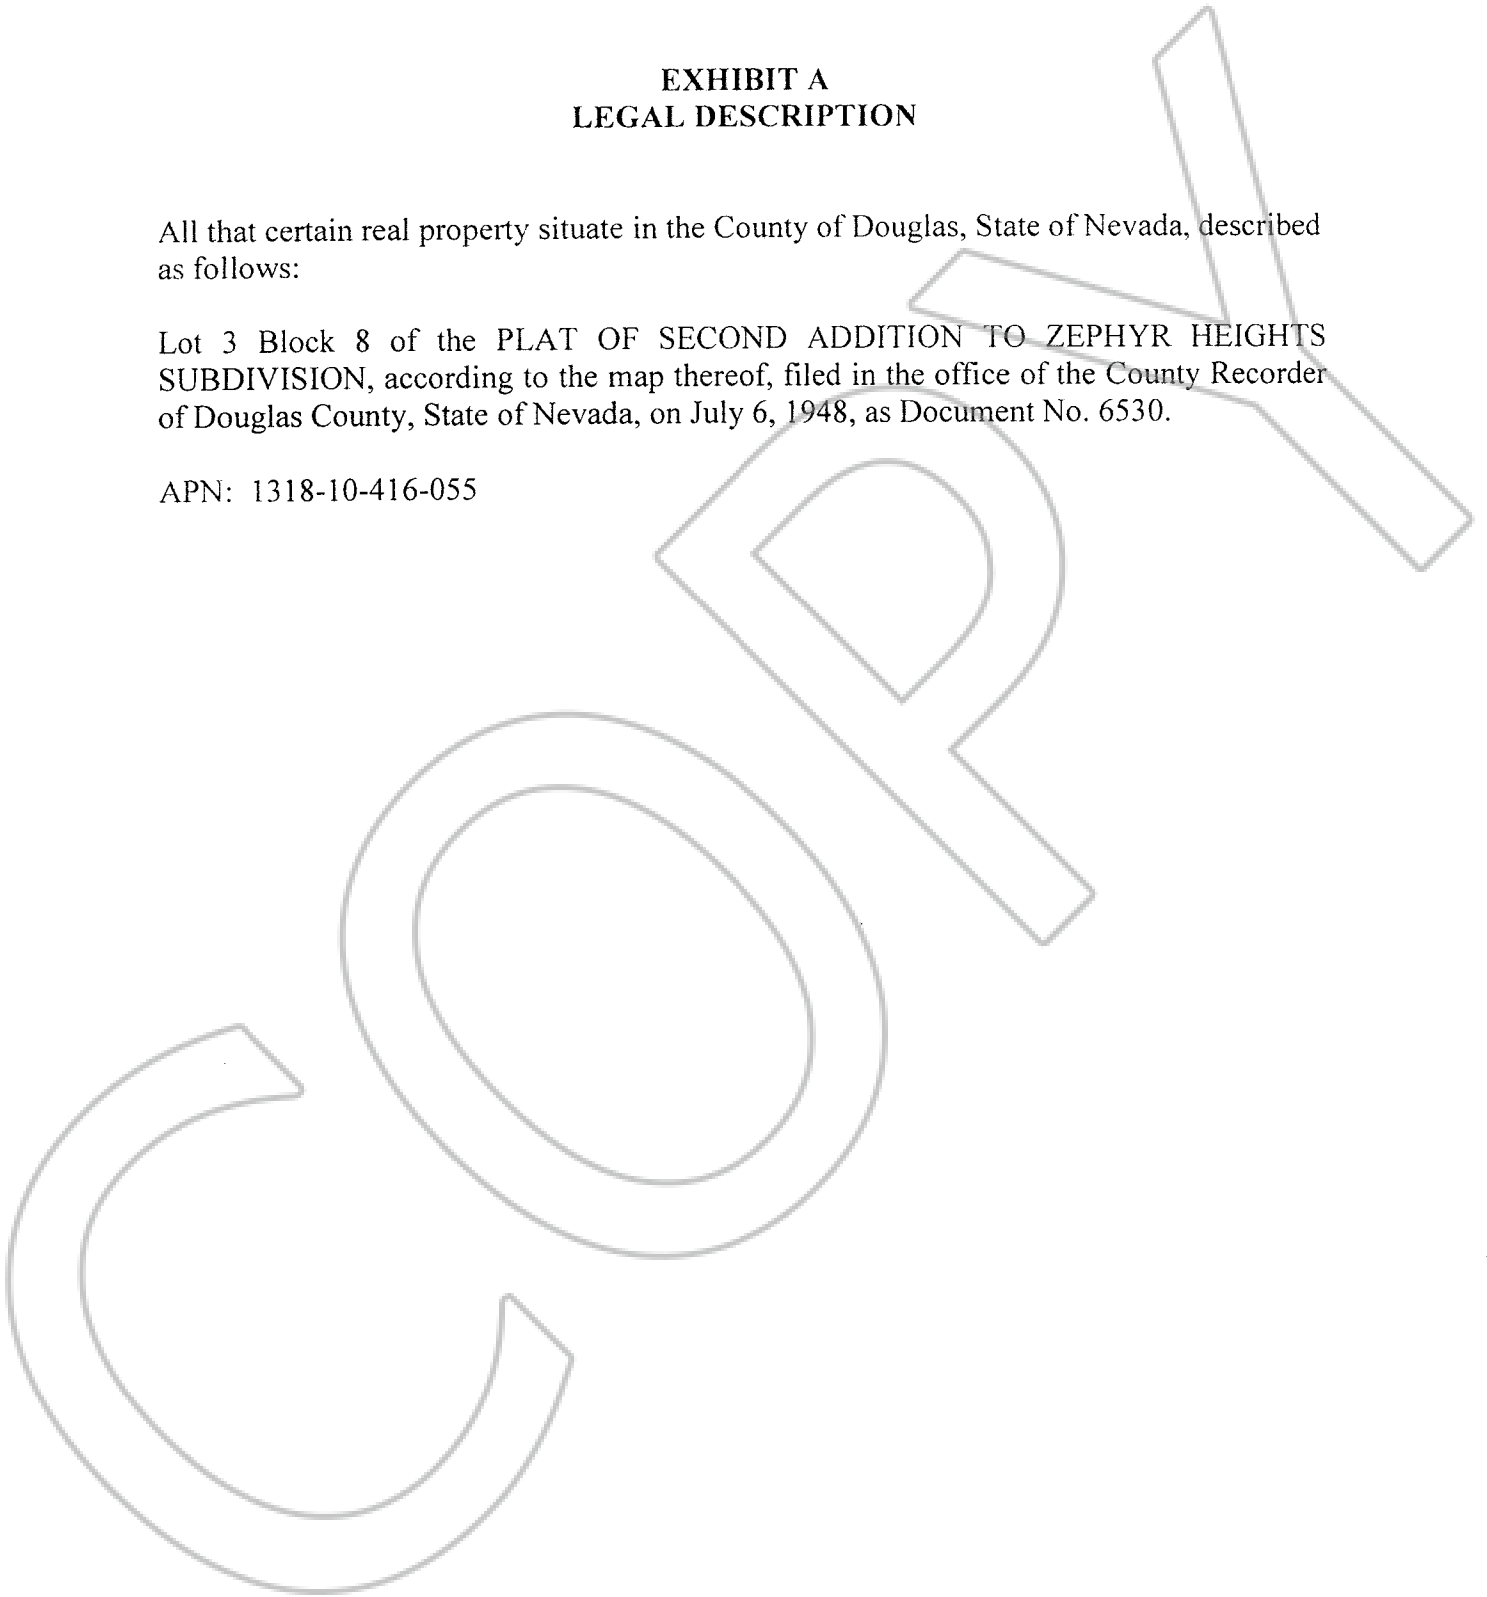 EXHIBIT A
LEGAL DESCRIPTION
All that certain real property situate in the County of Douglas, State of Nevada, described
as follows:
Lot 3 Block 8 of the PLAT OF SECOND ADDITION TO ZEPHYR HEIGHTS
SUBDIVISION, according to the map thereof, filed in the office of the County Recorder
of Douglas County, State of Nevada, on July 6, 1948, as Document No. 6530.
APN: 1318-10-416-055
COPY